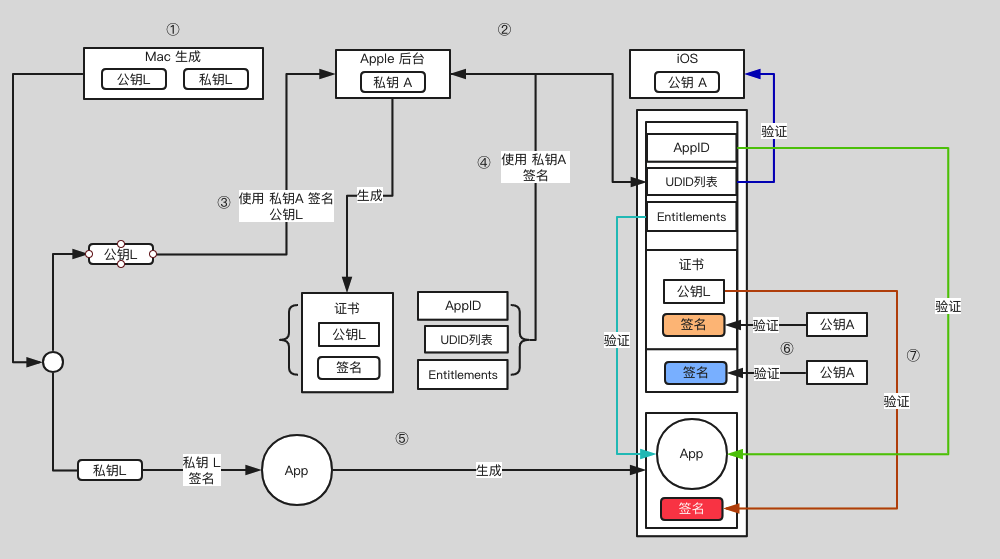 ①
②
Mac 生成
公钥L
私钥L
Apple 后台
私钥 A
iOS
公钥 A
验证
AppID
UDID列表
Entitlements
④
使用 私钥A
签名
生成
③
使用 私钥A 签名
公钥L
公钥L
证书
公钥L
签名
AppID
UDID列表
Entitlements
证书
公钥L
签名
验证
公钥A
验证
验证
⑥
⑦
签名
验证
公钥A
验证
⑤
私钥L
私钥 L
签名
App
生成
App
签名